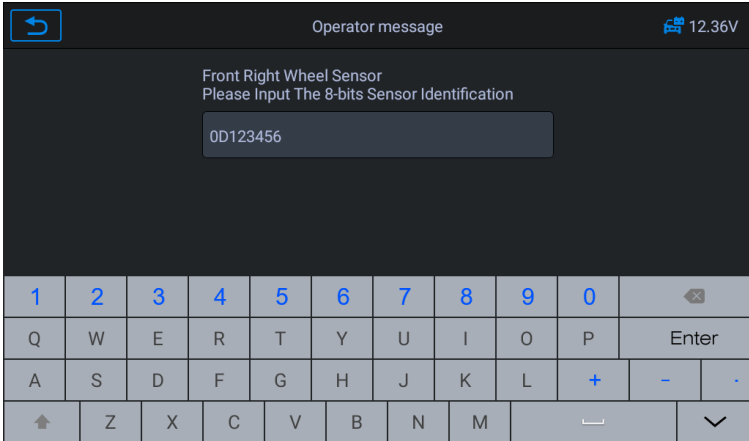 Operator message
12.36V
Front Right Wheel Sensor
Please Input The 8-bits Sensor Identification
0D123456
1 2 3 4 5 6 7 8 9 0
Q W E R T Y U I O P Enter
A S D F G H J K L + - .
Z X C V B N M